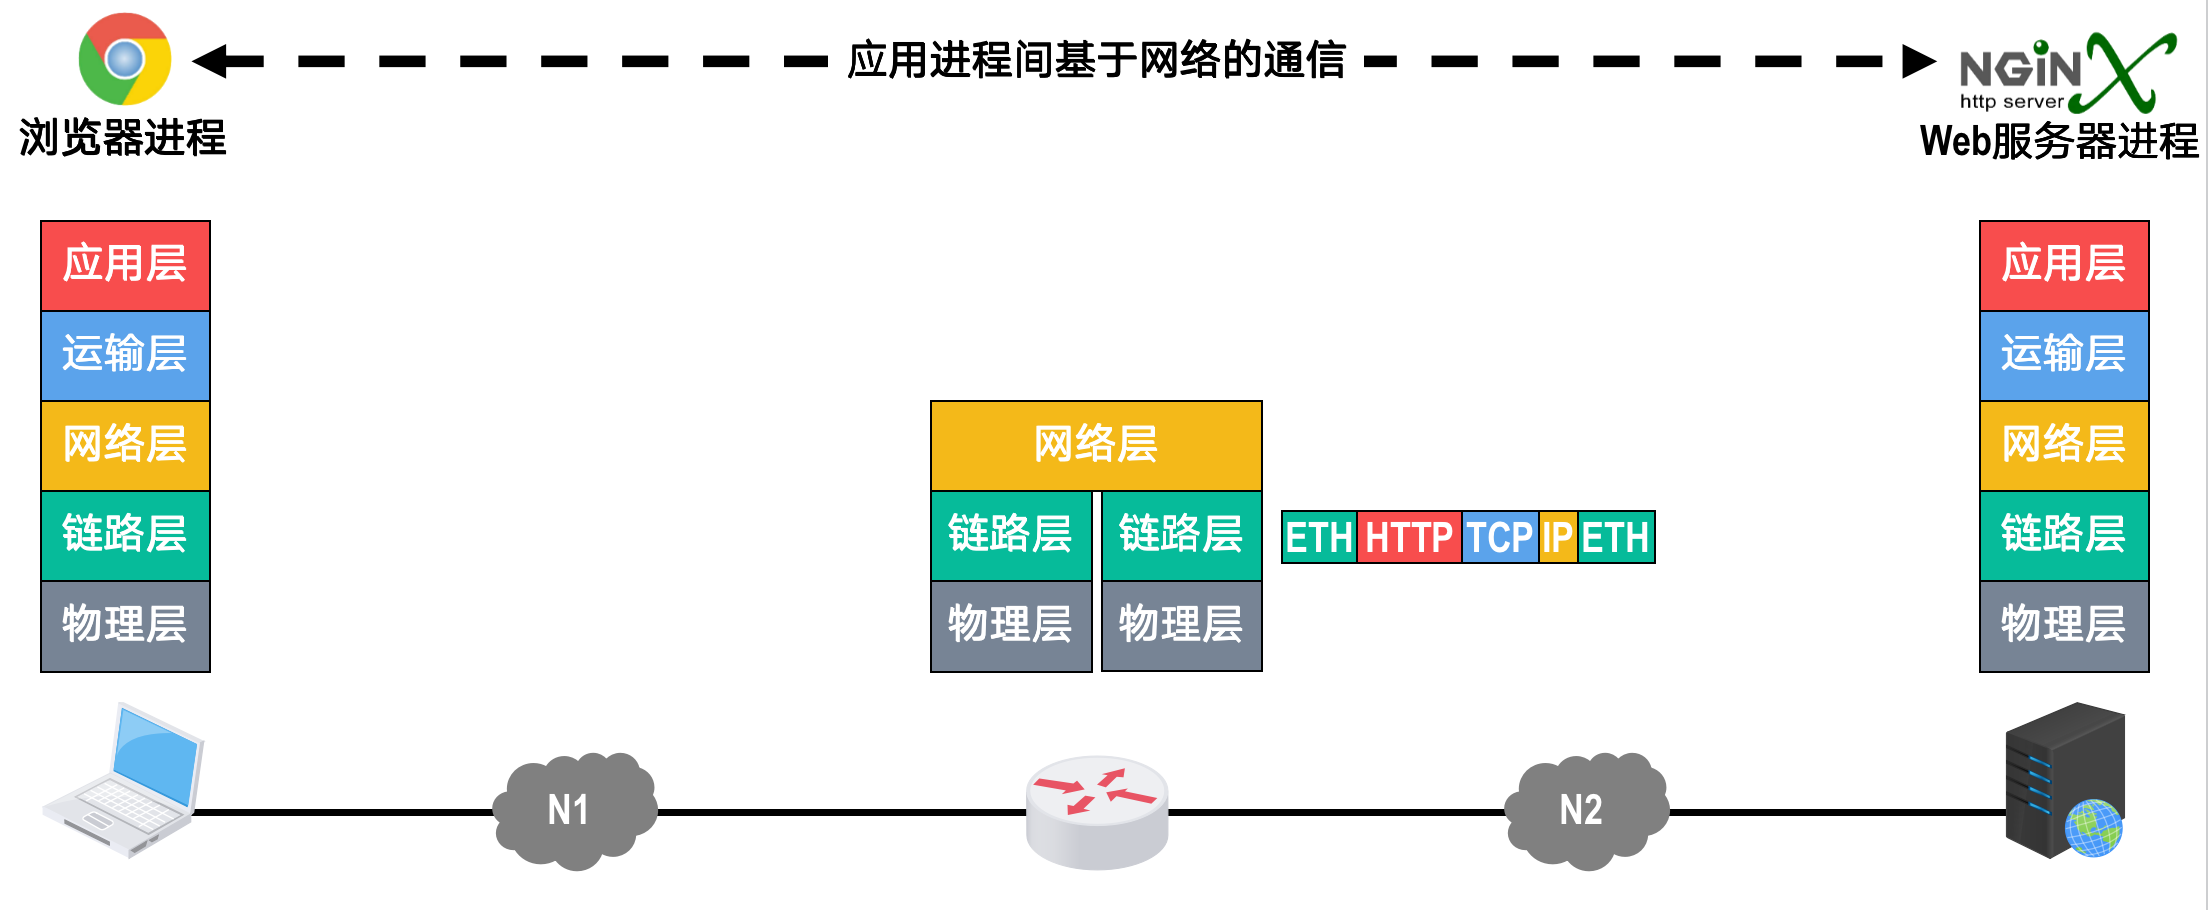 应用进程间基于网络的通信
NGINX
http server
浏览器进程
Web服务器进程
应用层
运输层
网络层
链路层
物理层
网络层
链路层 链路层
物理层 物理层
ETH HTTP TCP IP ETH
应用层
运输层
网络层
链路层
物理层
N1
N2